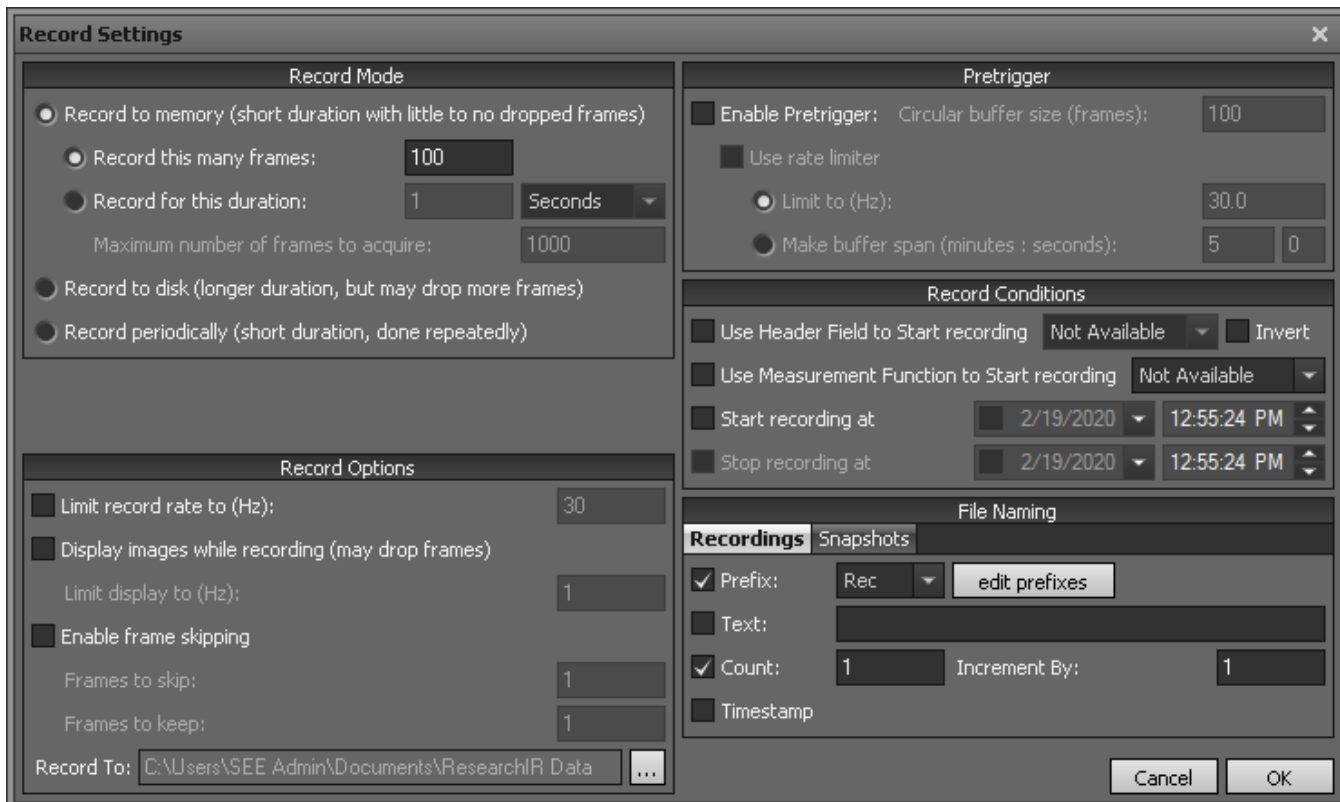 Record Settings
Record Mode
Record to memory (short duration with little to no dropped frames)
Record this many frames: 100
Record for this duration: 1 Seconds
Maximum number of frames to acquire: 1000
Record to disk (longer duration, but may drop more frames)
Record periodically (short duration, done repeatedly)
Record Options
Limit record rate to (Hz): 30
Display images while recording (may drop frames)
Limit display to (Hz): 1
Enable frame skipping
Frames to skip: 1
Frames to keep: 1
Record To: C:\Users\SEE Admin\Documents\ResearchIR Data ...
Pretrigger
Enable Pretrigger: Circular buffer size (frames): 100
Use rate limiter
Limit to (Hz): 30.0
Make buffer span (minutes : seconds): 5 0
Record Conditions
Use Header Field to Start recording Not Available Invert
Use Measurement Function to Start recording Not Available
Start recording at 2/19/2020 12:55:24 PM
Stop recording at 2/19/2020 12:55:24 PM
File Naming
Recordings Snapshots
Prefix: Rec edit prefixes
Text:
Count: 1 Increment By: 1
Timestamp
Cancel OK